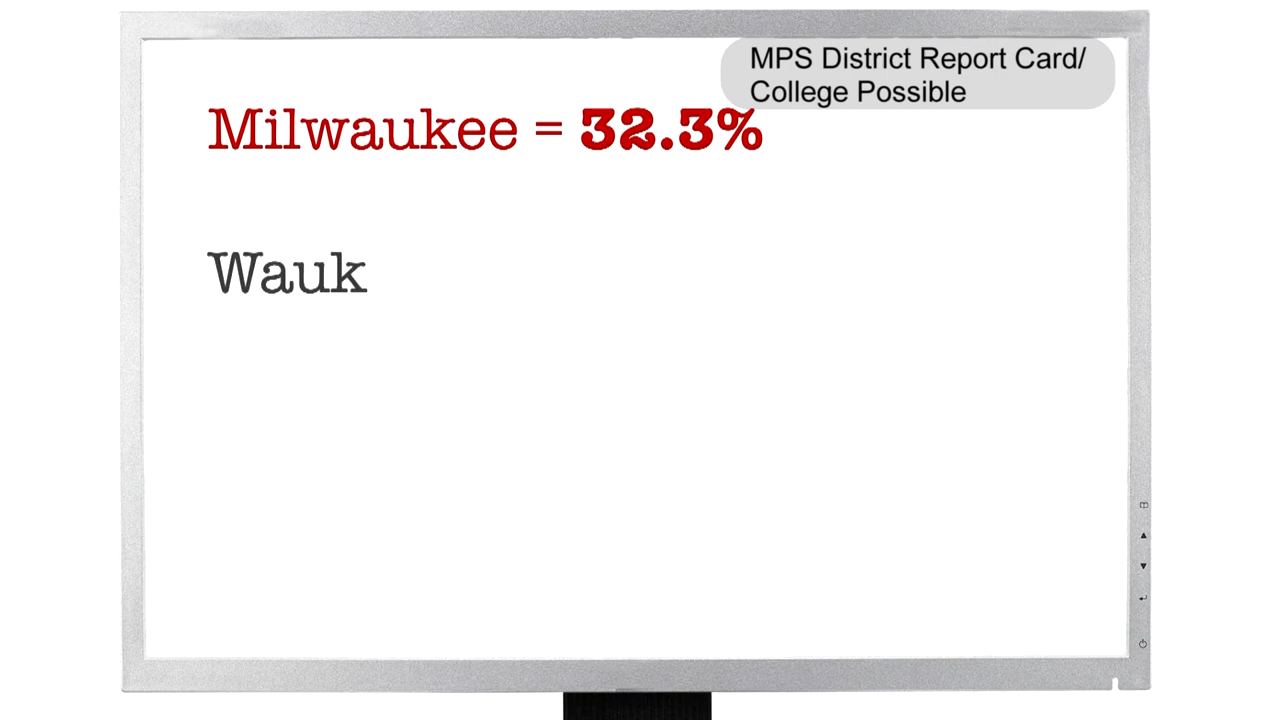 MPS District Report Card/
College Possible
Milwaukee = 32.3%
Wauk